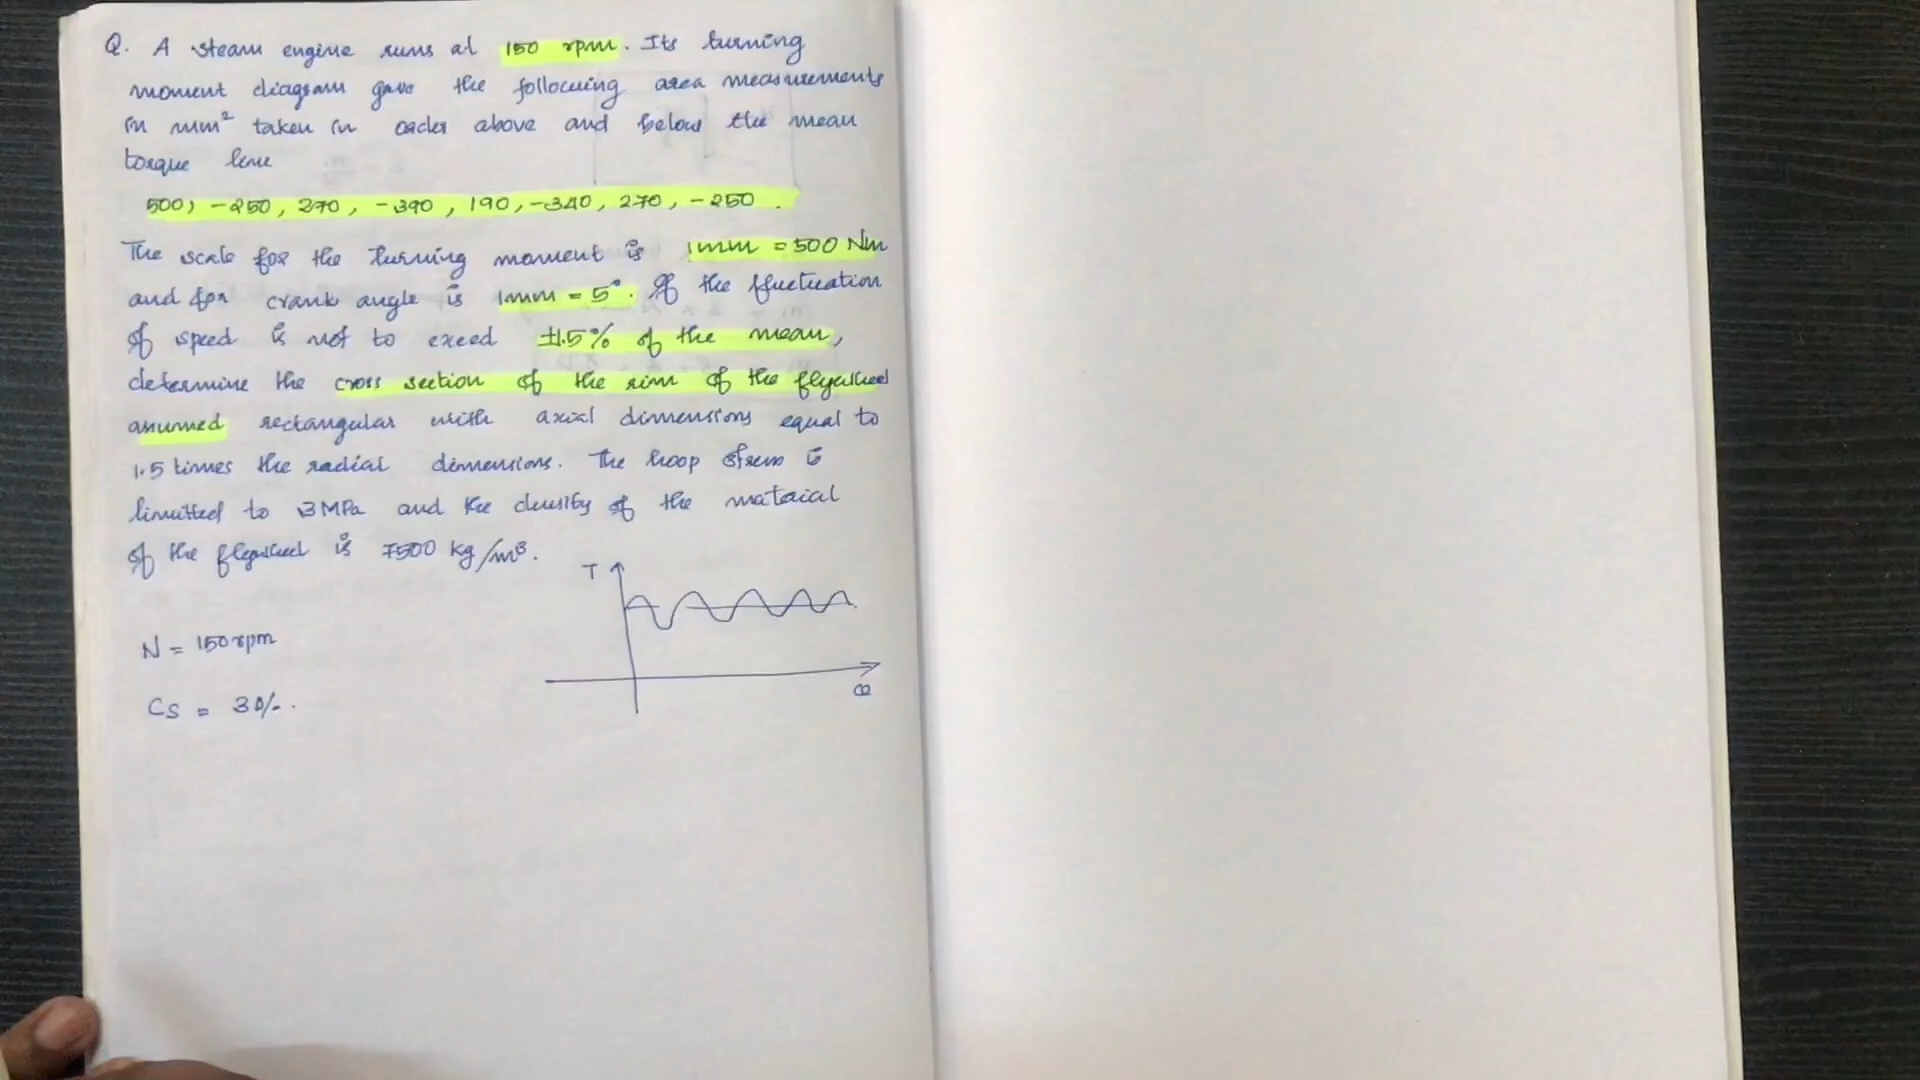 Q. A steam engine runs at 150 rpm. Its turning
moment diagram gave the following area measurements
in mm² taken in order above and below the mean
torque line
500, -250, 270, -390, 190, -340, 270, -250.
The scale for the turning moment is 1mm = 500 Nm
and for crank angle is 1mm = 5°. If the fluctuation
of speed is not to exeed ±1.5% of the mean,
determine the cross section of the rim of the flywheel
assumed rectangular with axial dimensions equal to
1.5 times the radial dimensions. The hoop stress is
limitted to 3 MPa and the density of the material
of the flywheel is 7500 kg/m³.
T
N = 150 rpm
Cs = 3%.